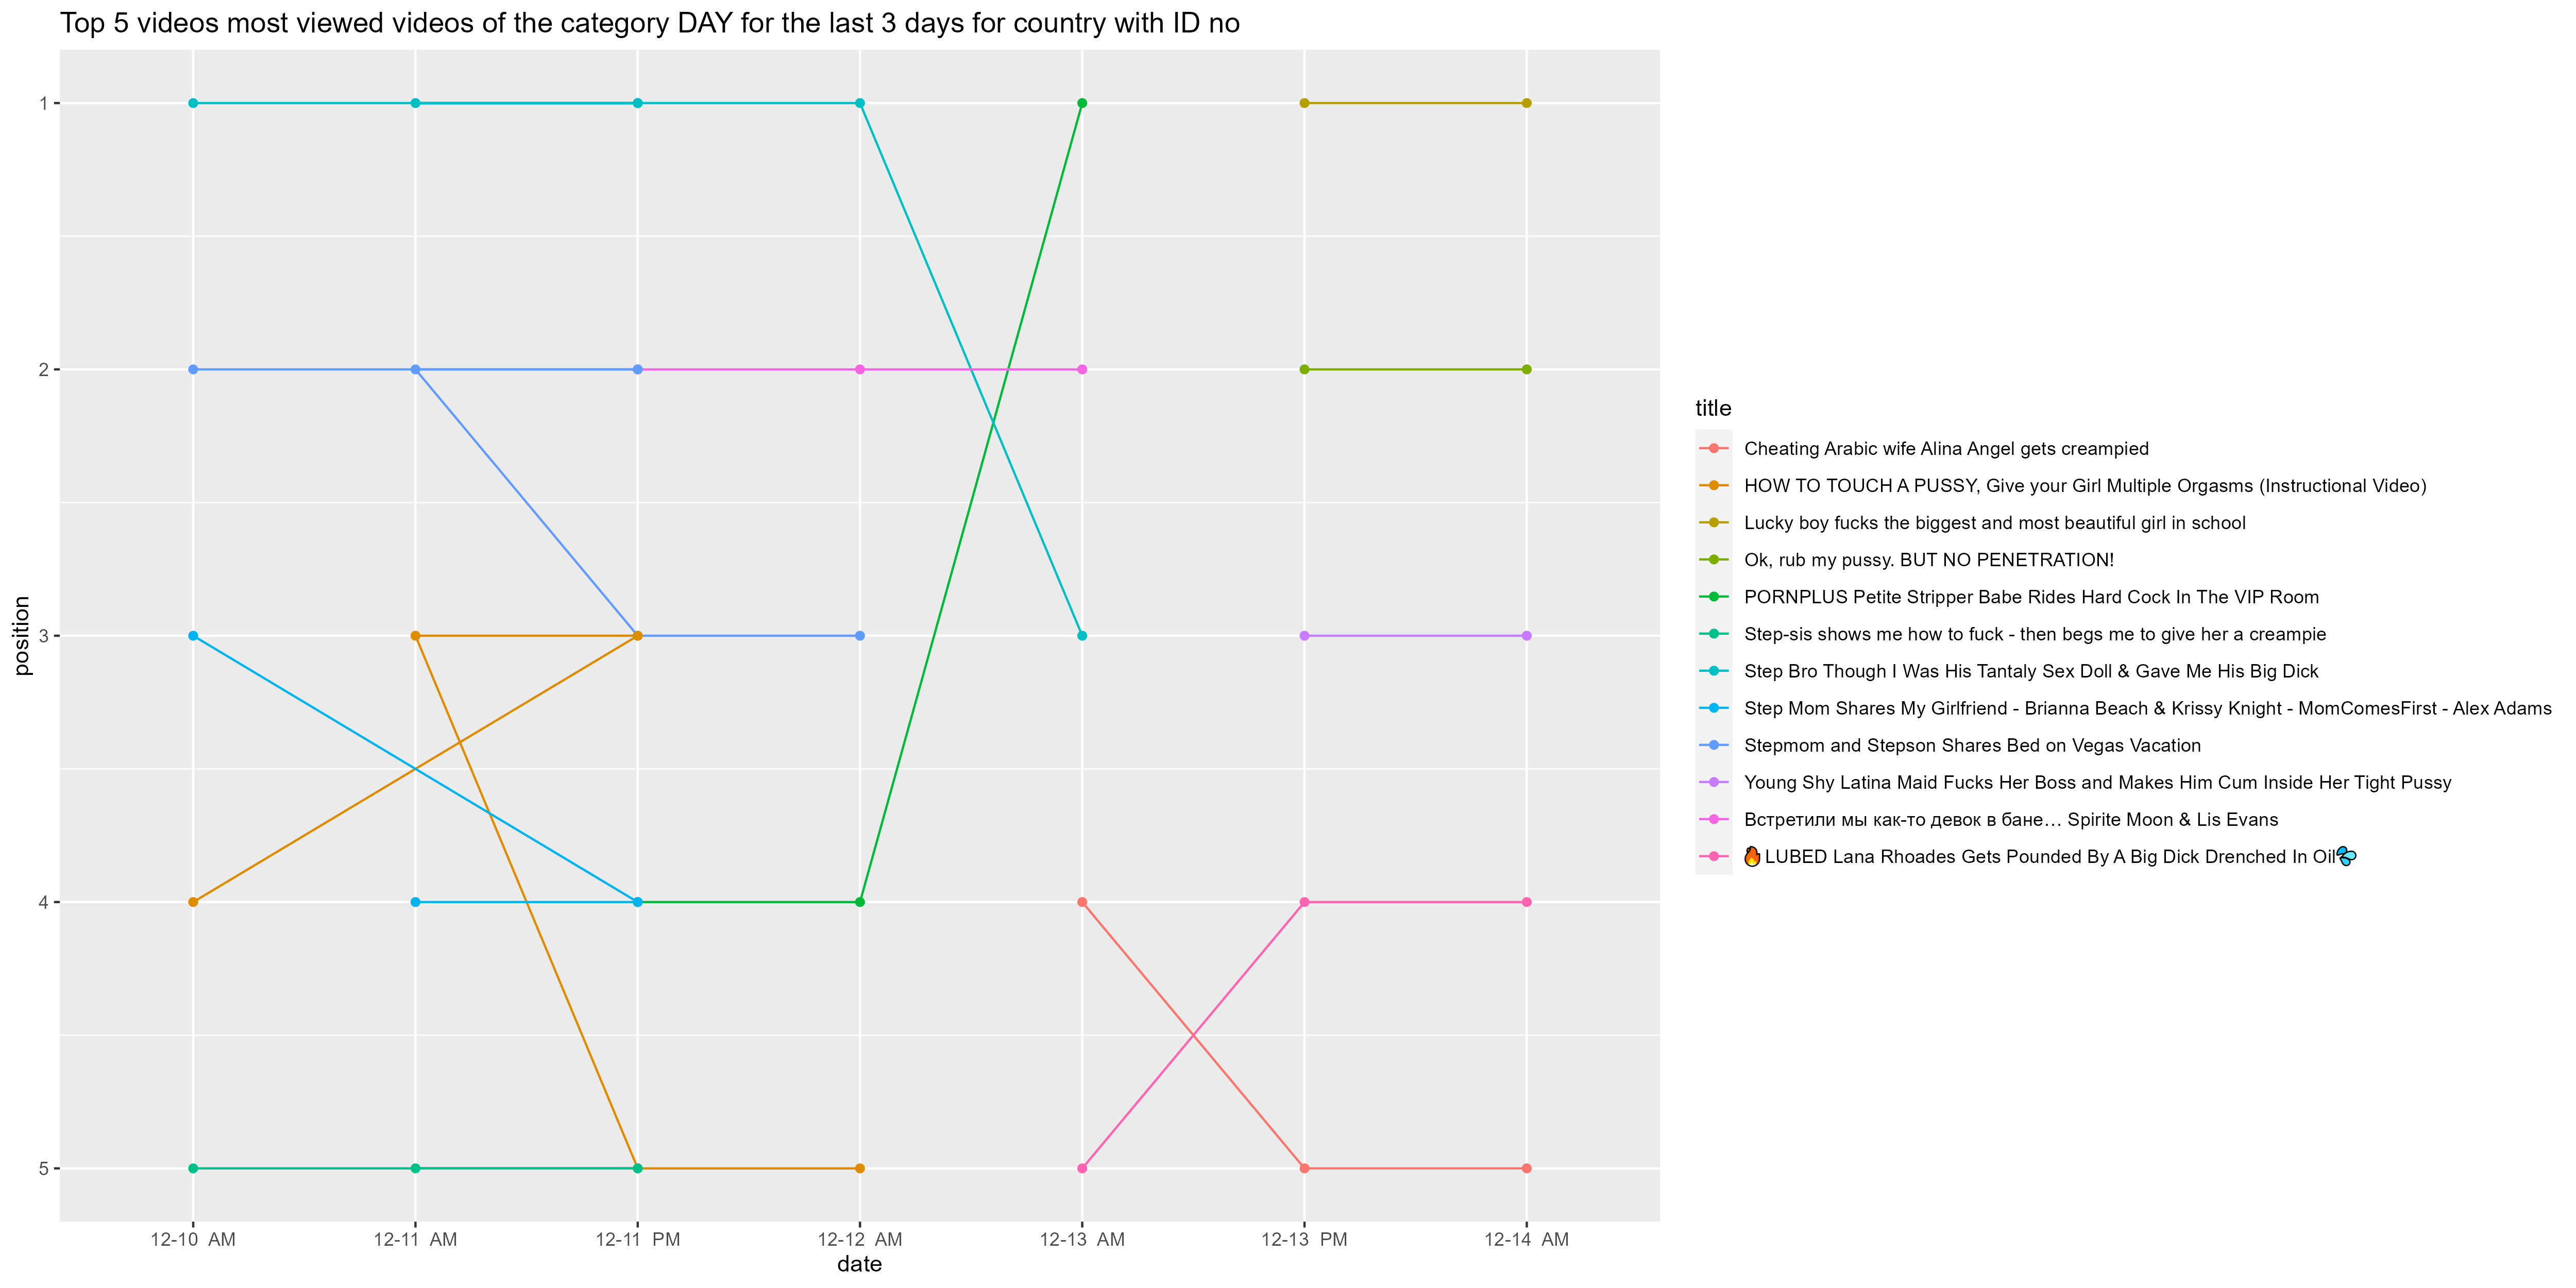 Top 5 videos most viewed videos of the category DAY for the last 3 days for country with ID no
1
2
3
4
5
position
12-10 AM
12-11 AM
12-11 PM
12-12 AM
12-13 AM
12-13 PM
12-14 AM
date
title
Cheating Arabic wife Alina Angel gets creampied
HOW TO TOUCH A PUSSY, Give your Girl Multiple Orgasms (Instructional Video)
Lucky boy fucks the biggest and most beautiful girl in school
Ok, rub my pussy. BUT NO PENETRATION!
PORNPLUS Petite Stripper Babe Rides Hard Cock In The VIP Room
Step-sis shows me how to fuck - then begs me to give her a creampie
Step Bro Though I Was His Tantaly Sex Doll & Gave Me His Big Dick
Step Mom Shares My Girlfriend - Brianna Beach & Krissy Knight - MomComesFirst - Alex Adams
Stepmom and Stepson Shares Bed on Vegas Vacation
Young Shy Latina Maid Fucks Her Boss and Makes Him Cum Inside Her Tight Pussy
Встретили мы как-то девок в бане… Spirite Moon & Lis Evans
🔥LUBED Lana Rhoades Gets Pounded By A Big Dick Drenched In Oil💦